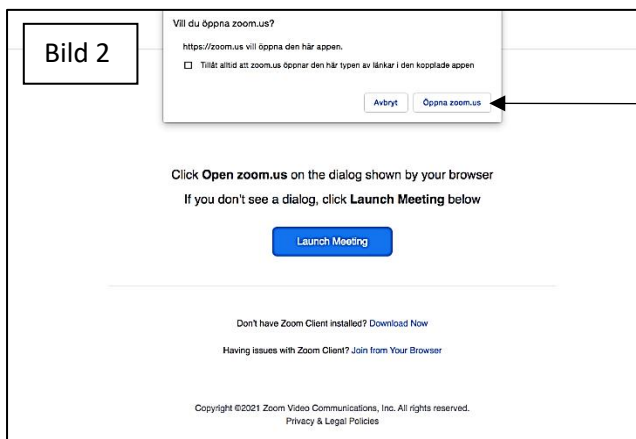 Bild 2
Vill du öppna zoom.us?
https://zoom.us vill öppna den här appen.
Tillåt alltid att zoom.us öppnar den här typen av länkar i den kopplade appen
Avbryt Öppna zoom.us
Click Open zoom.us on the dialog shown by your browser
If you don't see a dialog, click Launch Meeting below
Launch Meeting
Don't have Zoom Client installed? Download Now
Having issues with Zoom Client? Join from Your Browser
Copyright ©2021 Zoom Video Communications, Inc. All rights reserved.
Privacy & Legal Policies